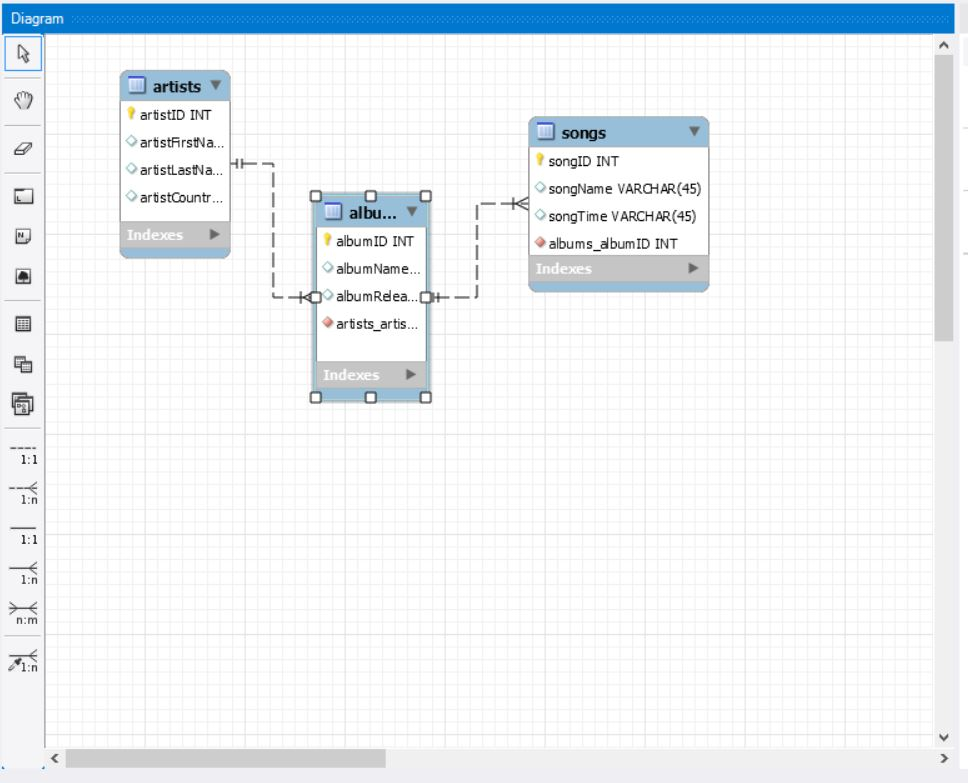 Diagram
artists
artistID INT
artistFirstNa...
artistLastNa...
artistCountr...
Indexes
albu...
albumID INT
albumName...
albumRelea...
artists_artis...
Indexes
songs
songID INT
songName VARCHAR(45)
songTime VARCHAR(45)
albums_albumID INT
Indexes
1:1
1:n
1:1
1:n
n:m
1:n